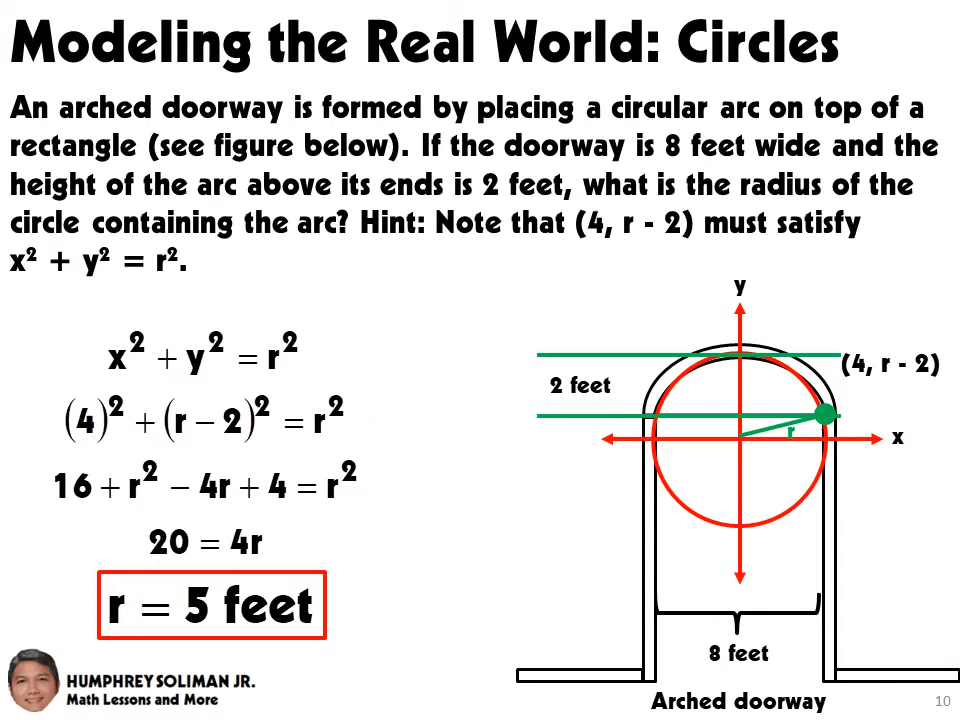 Modeling the Real World: Circles
An arched doorway is formed by placing a circular arc on top of a
rectangle (see figure below). If the doorway is 8 feet wide and the
height of the arc above its ends is 2 feet, what is the radius of the
circle containing the arc? Hint: Note that (4, r - 2) must satisfy
x² + y² = r².
x² + y² = r²
(4)² + (r − 2)² = r²
16 + r² − 4r + 4 = r²
20 = 4r
r = 5 feet
y
(4, r - 2)
2 feet
r
x
8 feet
Arched doorway
HUMPHREY SOLIMAN JR.
Math Lessons and More
10